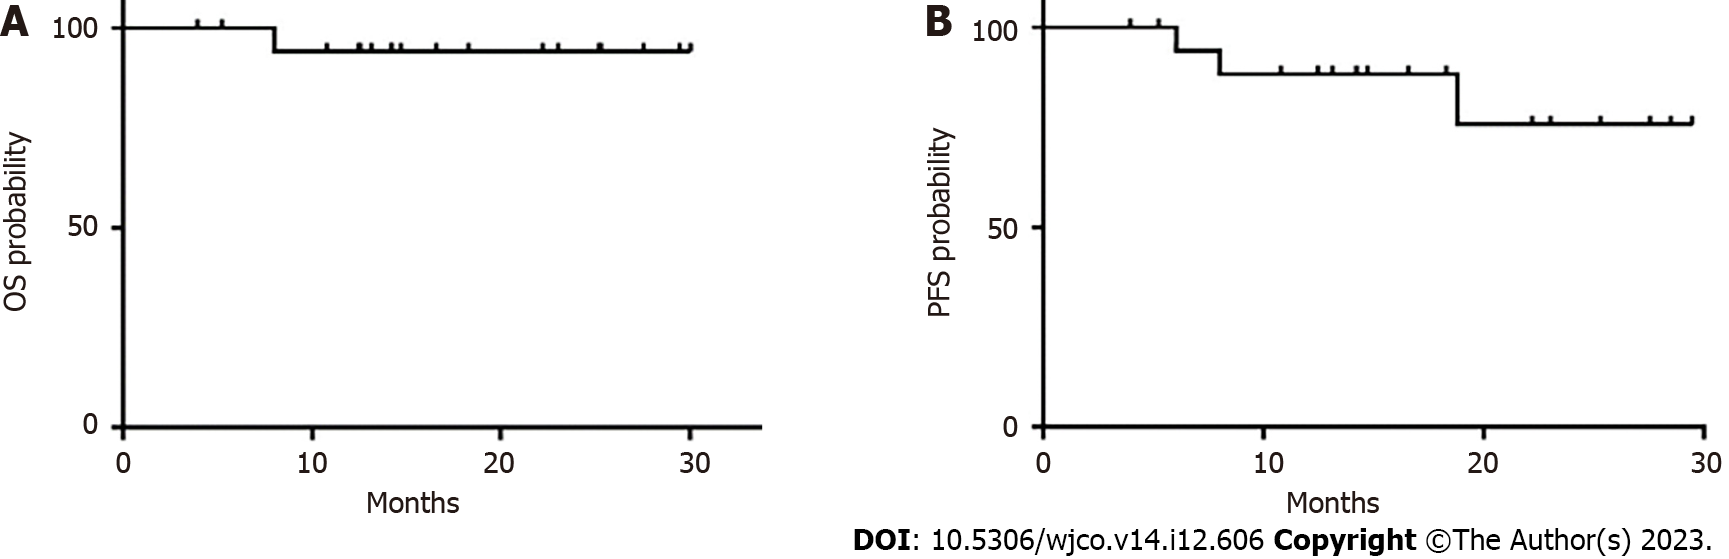 A
100
50
0
OS probability
0 10 20 30
Months
B
100
50
0
PFS probability
0 10 20 30
Months
DOI: 10.5306/wjco.v14.i12.606 Copyright ©The Author(s) 2023.